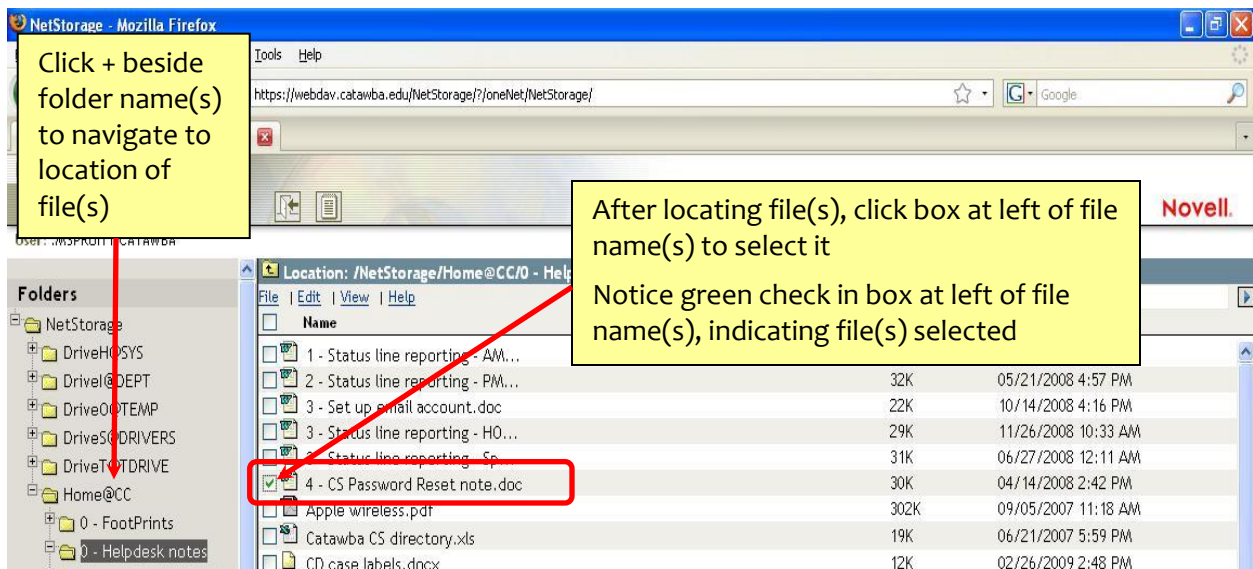 NetStorage - Mozilla Firefox
Click + beside
folder name(s)
to navigate to
location of
file(s)
Tools Help
https://webdav.catawba.edu/NetStorage/?/oneNet/NetStorage/
G Google
After locating file(s), click box at left of file
name(s) to select it
Notice green check in box at left of file
name(s), indicating file(s) selected
Novell.
Location: /NetStorage/Home@CC/0 - Help
Folders
File | Edit | View | Help
Name
NetStorage
DriveH@SYS
DriveI@DEPT
DriveO@TEMP
DriveS@DRIVERS
DriveT@TDRIVE
Home@CC
0 - FootPrints
0 - Helpdesk notes
1 - Status line reporting - AM...
2 - Status line reporting - PM... 32K 05/21/2008 4:57 PM
3 - Set up email account.doc 22K 10/14/2008 4:16 PM
3 - Status line reporting - HO... 29K 11/26/2008 10:33 AM
3 - Status line reporting - Sp... 31K 06/27/2008 12:11 AM
4 - CS Password Reset note.doc 30K 04/14/2008 2:42 PM
Apple wireless.pdf 302K 09/05/2007 11:18 AM
Catawba CS directory.xls 19K 06/21/2007 5:59 PM
CD case labels.docx 12K 02/26/2009 2:48 PM